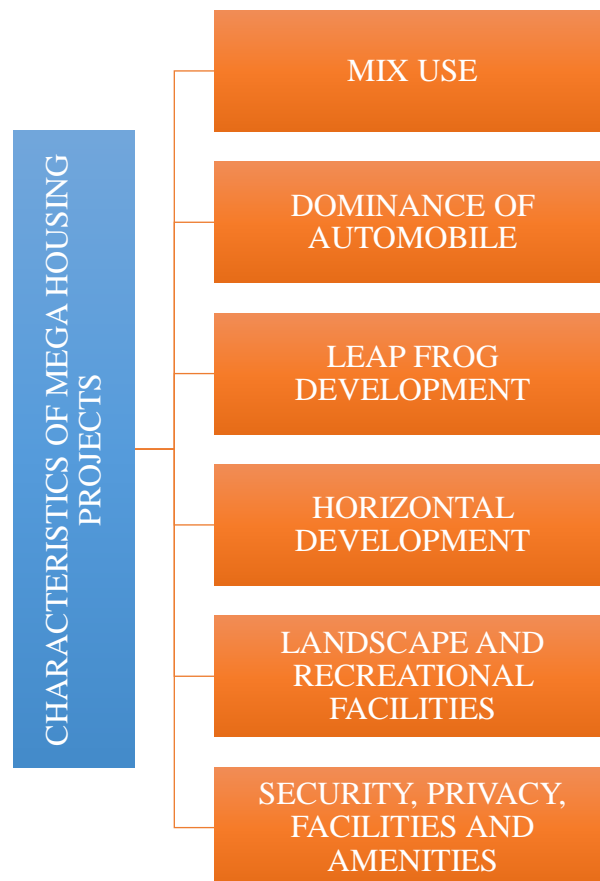 CHARACTERISTICS OF MEGA HOUSING
PROJECTS
MIX USE
DOMINANCE OF
AUTOMOBILE
LEAP FROG
DEVELOPMENT
HORIZONTAL
DEVELOPMENT
LANDSCAPE AND
RECREATIONAL
FACILITIES
SECURITY, PRIVACY,
FACILITIES AND
AMENITIES